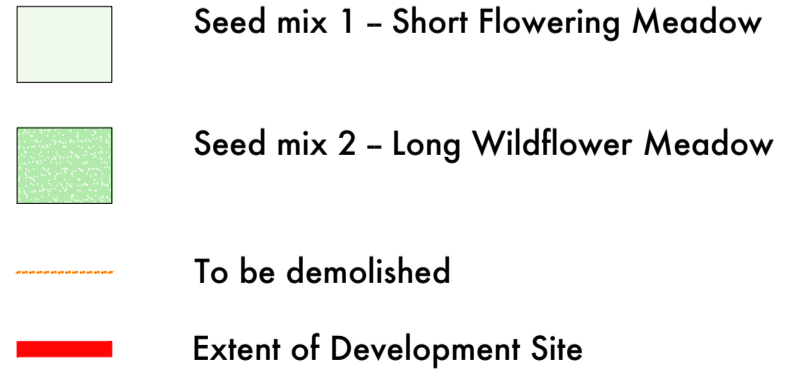 Seed mix 1 – Short Flowering Meadow
Seed mix 2 – Long Wildflower Meadow
To be demolished
Extent of Development Site